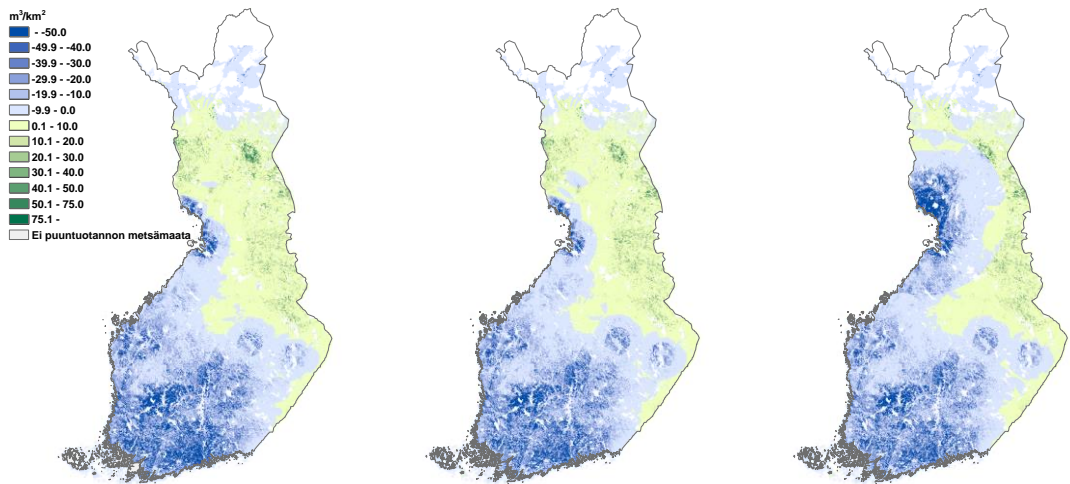 m³/km²
- -50.0
-49.9 - -40.0
-39.9 - -30.0
-29.9 - -20.0
-19.9 - -10.0
-9.9 - 0.0
0.1 - 10.0
10.1 - 20.0
20.1 - 30.0
30.1 - 40.0
40.1 - 50.0
50.1 - 75.0
75.1 -
Ei puuntuotannon metsämaata